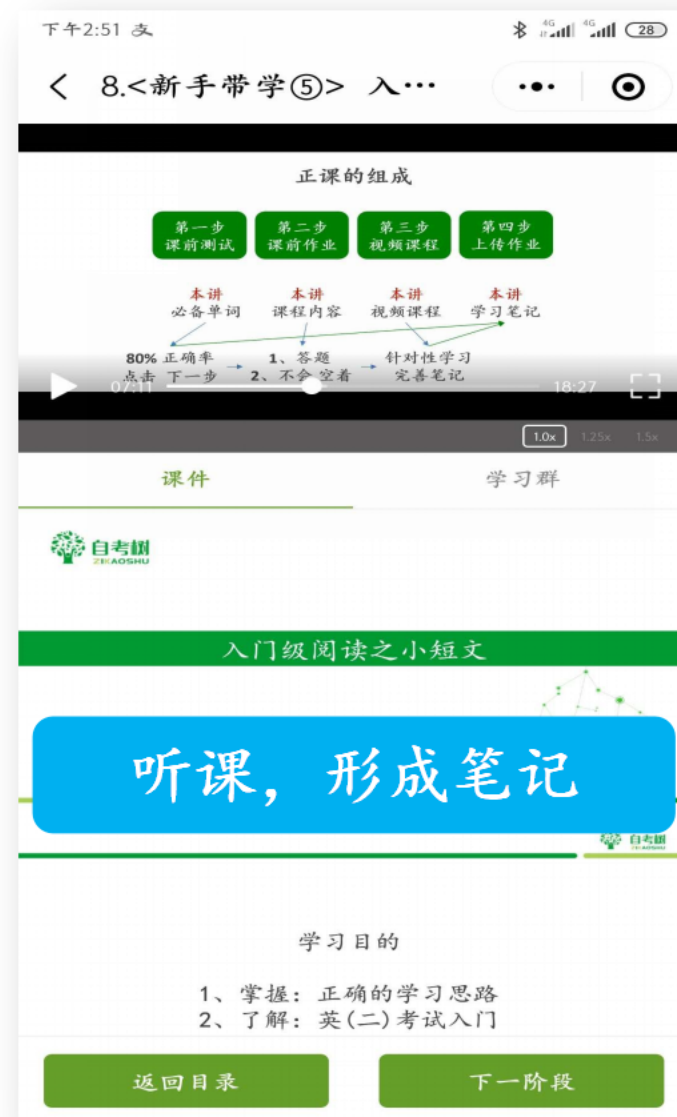 下午2:51 支
4G 4G 28
8.<新手带学⑤> 入…
正课的组成
第一步 第二步 第三步 第四步
课前测试 课前作业 视频课程 上传作业
本讲 本讲 本讲 本讲
必备单词 课程内容 视频课程 学习笔记
80% 正确率 1、答题 针对性学习
点击 下一步 2、不会 空着 完善笔记
07:11 18:27
1.0x 1.25x 1.5x
课件 学习群
自考树
ZIKAOSHU
入门级阅读之小短文
听课，形成笔记
自考树
ZIKAOSHU
学习目的
1、掌握：正确的学习思路
2、了解：英(二)考试入门
返回目录 下一阶段